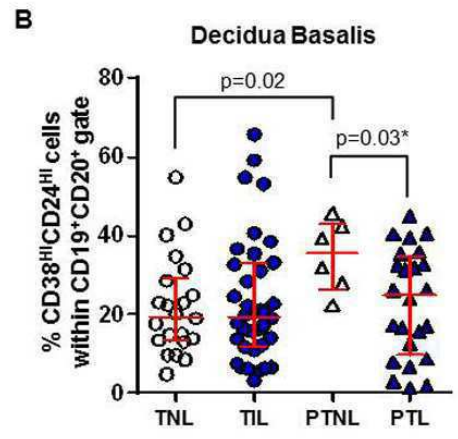 B
Decidua Basalis
% CD38ᴴᴵCD24ᴴᴵ cells
within CD19⁺CD20⁺ gate
80
60
40
20
0
p=0.02
p=0.03*
TNL
TIL
PTNL
PTL